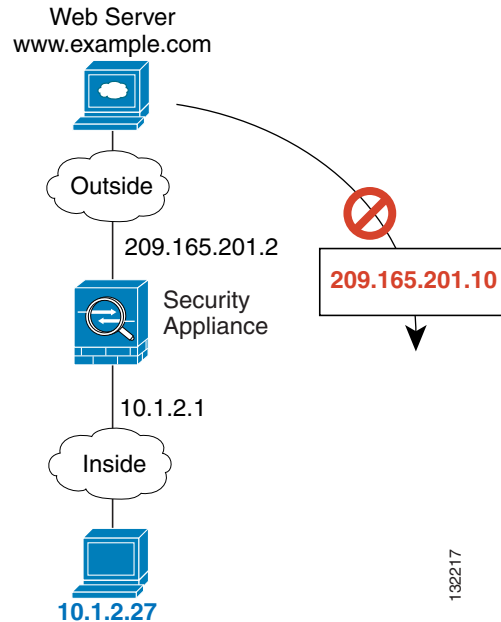 Web Server
www.example.com
Outside
209.165.201.2
209.165.201.10
Security
Appliance
10.1.2.1
Inside
10.1.2.27
132217